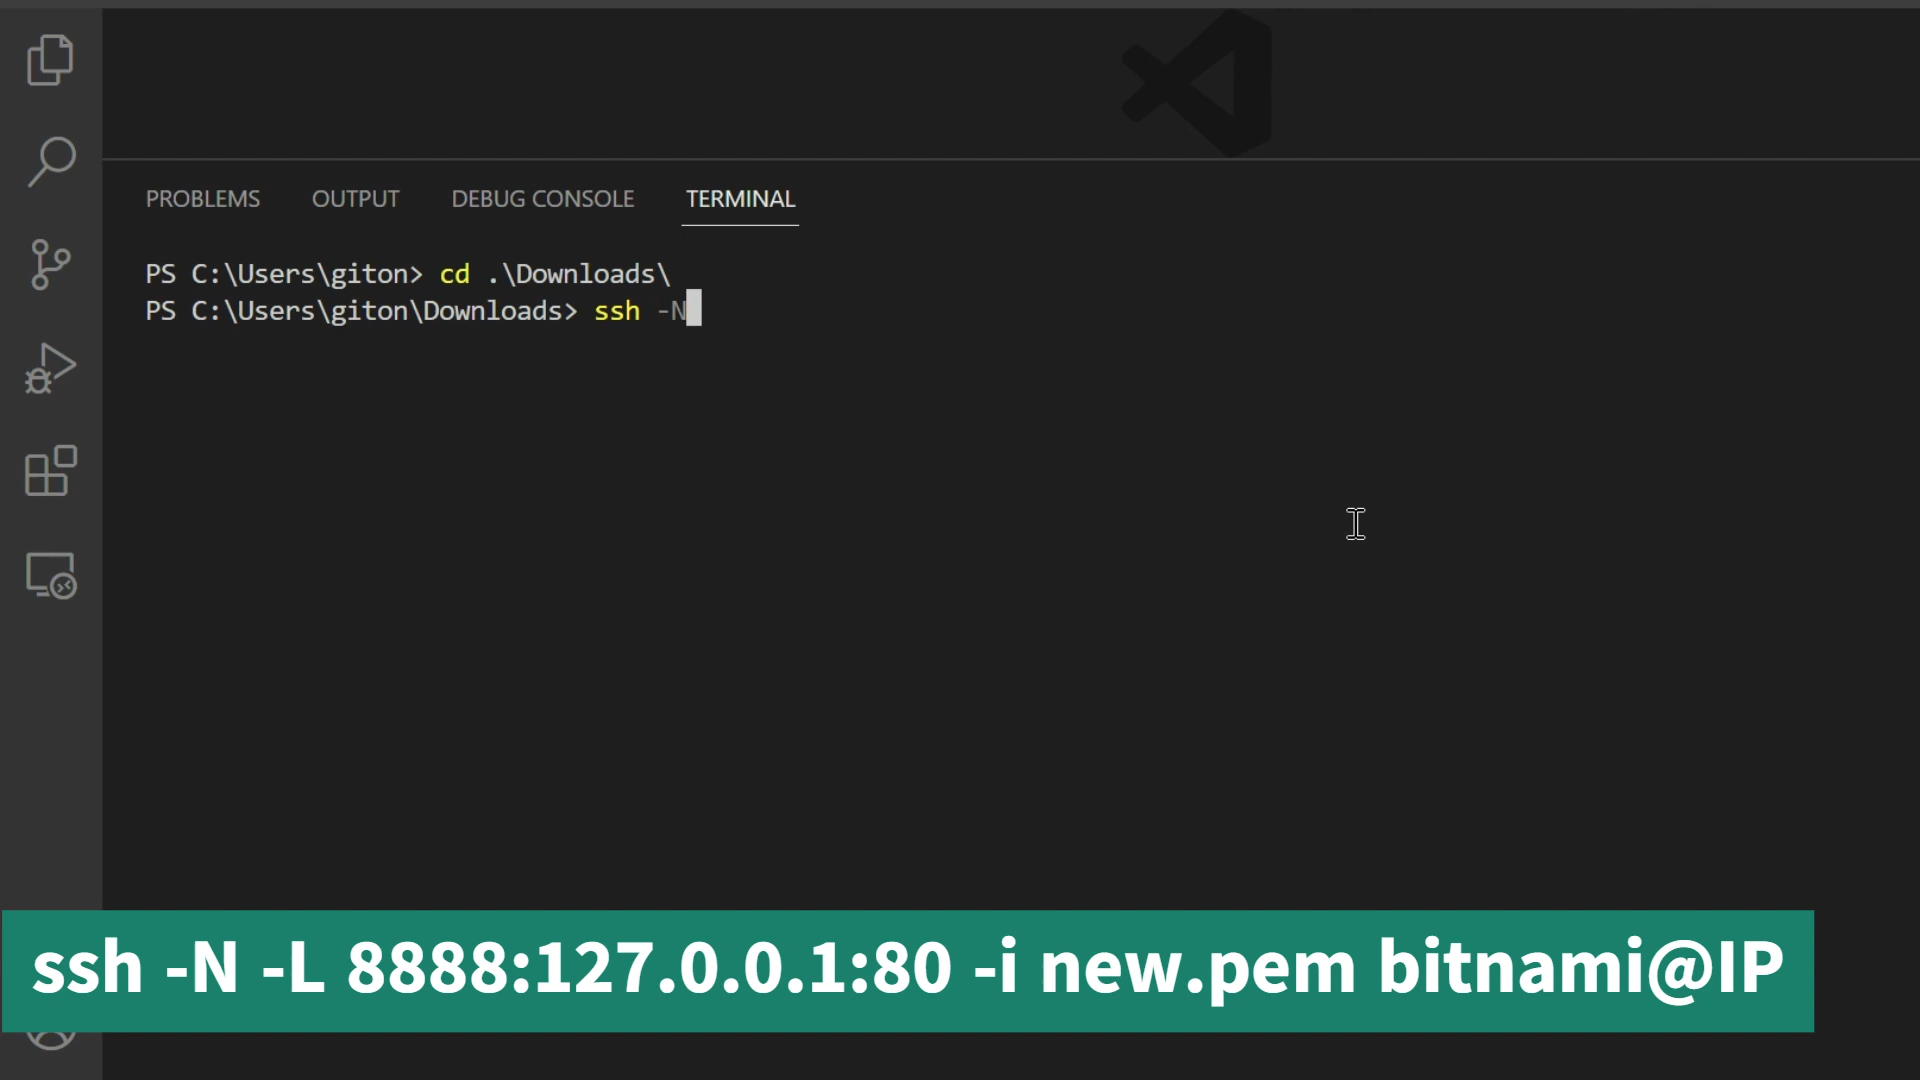 PROBLEMS OUTPUT DEBUG CONSOLE TERMINAL
PS C:\Users\giton> cd .\Downloads\
PS C:\Users\giton\Downloads> ssh -N
ssh -N -L 8888:127.0.0.1:80 -i new.pem bitnami@IP